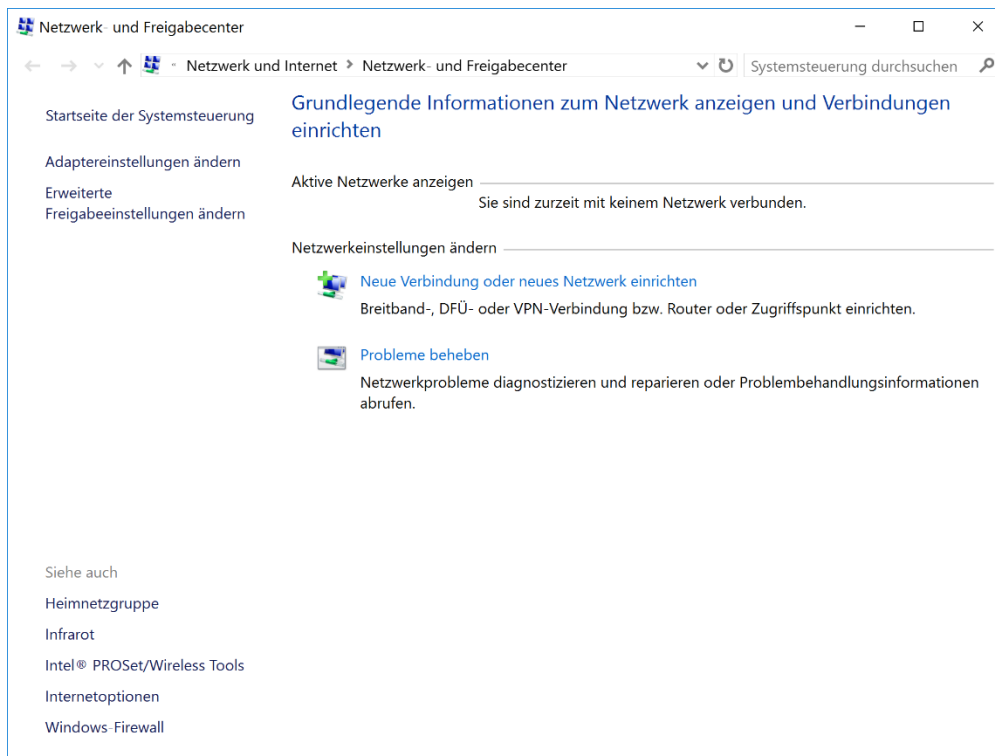 Netzwerk- und Freigabecenter
Netzwerk und Internet > Netzwerk- und Freigabecenter
Systemsteuerung durchsuchen
Startseite der Systemsteuerung
Adaptereinstellungen ändern
Erweiterte
Freigabeeinstellungen ändern
Grundlegende Informationen zum Netzwerk anzeigen und Verbindungen
einrichten
Aktive Netzwerke anzeigen
Sie sind zurzeit mit keinem Netzwerk verbunden.
Netzwerkeinstellungen ändern
Neue Verbindung oder neues Netzwerk einrichten
Breitband-, DFÜ- oder VPN-Verbindung bzw. Router oder Zugriffspunkt einrichten.
Probleme beheben
Netzwerkprobleme diagnostizieren und reparieren oder Problembehandlungsinformationen
abrufen.
Siehe auch
Heimnetzgruppe
Infrarot
Intel® PROSet/Wireless Tools
Internetoptionen
Windows-Firewall